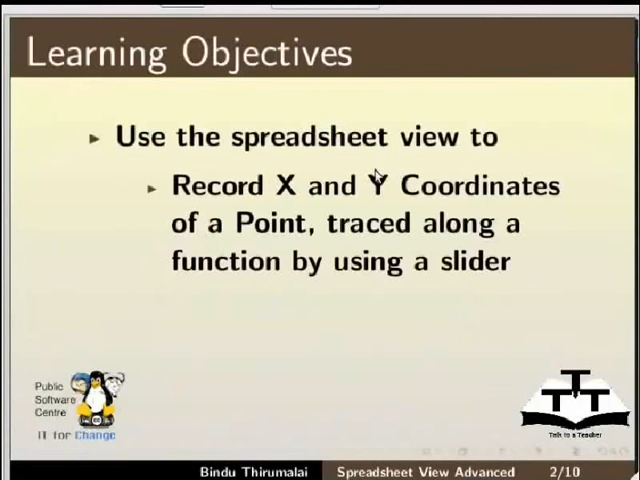 Learning Objectives
Use the spreadsheet view to
Record X and Y Coordinates
of a Point, traced along a
function by using a slider
Public
Software
Centre
IT for Change
TTT
Talk to a Teacher
Bindu Thirumalai Spreadsheet View Advanced 2/10